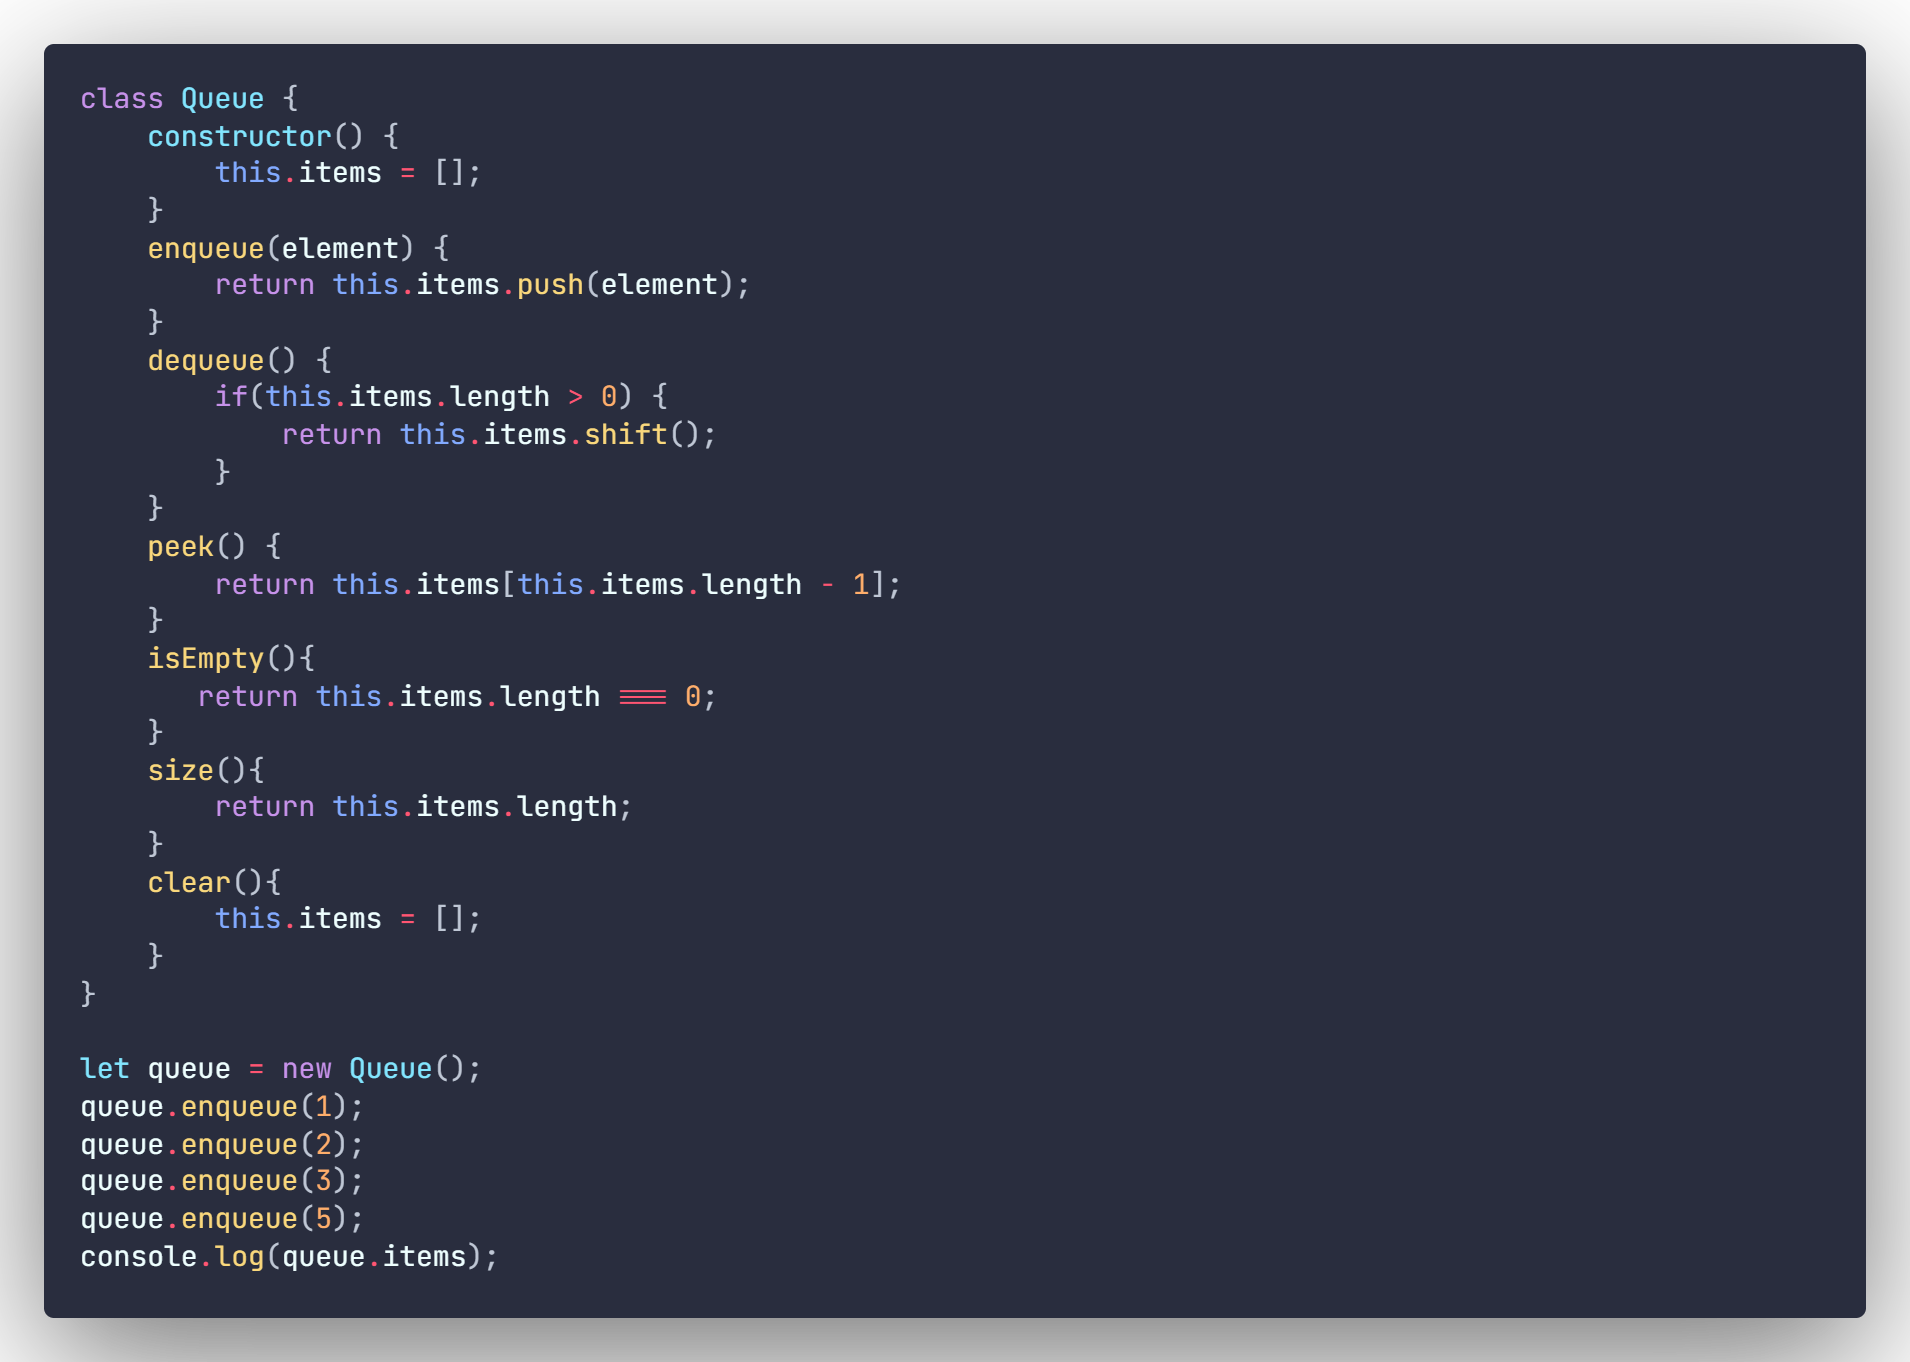 class Queue {
    constructor() {
        this.items = [];
    }
    enqueue(element) {
        return this.items.push(element);
    }
    dequeue() {
        if(this.items.length > 0) {
            return this.items.shift();
        }
    }
    peek() {
        return this.items[this.items.length - 1];
    }
    isEmpty(){
       return this.items.length === 0;
    }
    size(){
        return this.items.length;
    }
    clear(){
        this.items = [];
    }
}

let queue = new Queue();
queue.enqueue(1);
queue.enqueue(2);
queue.enqueue(3);
queue.enqueue(5);
console.log(queue.items);